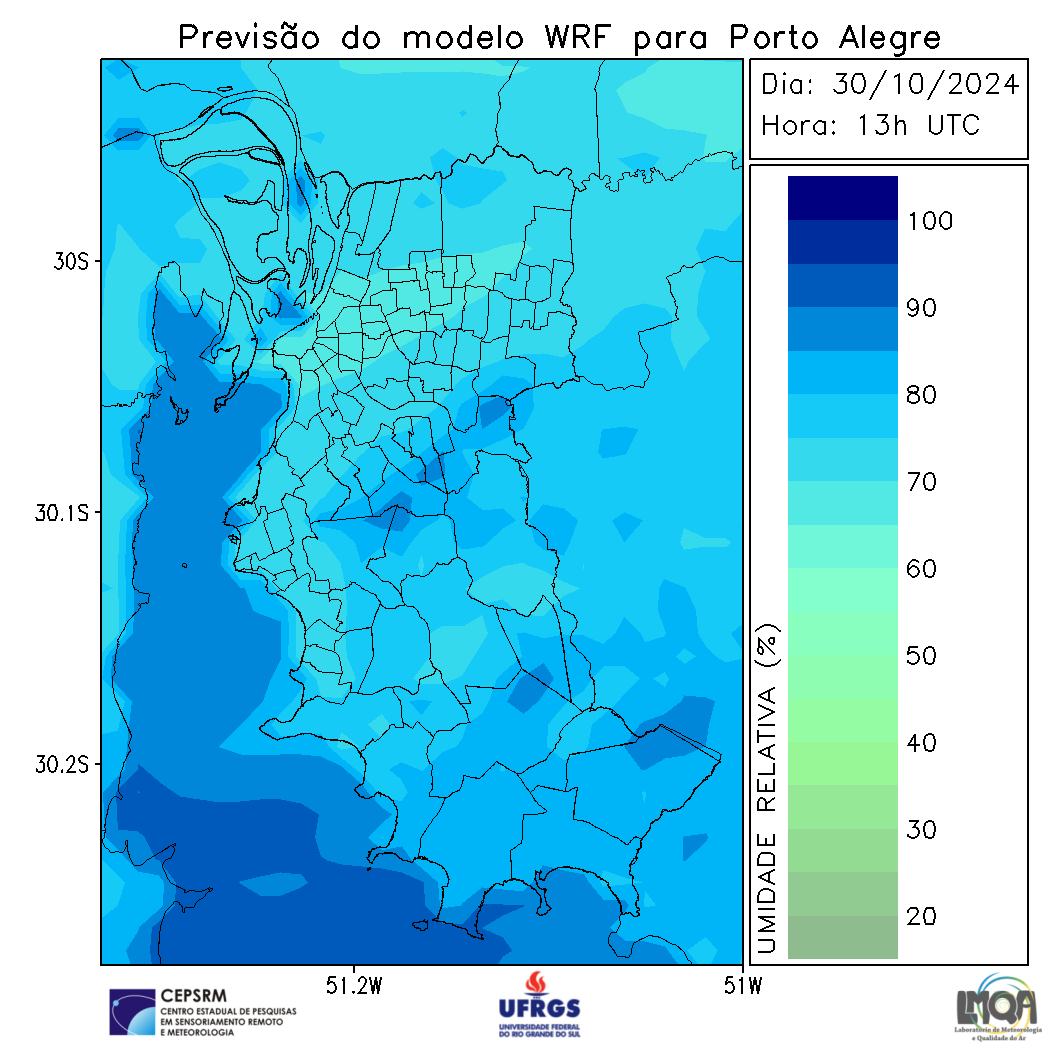 Previsão do modelo WRF para Porto Alegre
Dia: 30/10/2024
Hora: 13h UTC
30S
30.1S
30.2S
51.2W
51W
UMIDADE RELATIVA (%)
100
90
80
70
60
50
40
30
20
CEPSRM
CENTRO ESTADUAL DE PESQUISAS
EM SENSORIAMENTO REMOTO
E METEOROLOGIA
UFRGS
UNIVERSIDADE FEDERAL
DO RIO GRANDE DO SUL
LMQA
Laboratório de Meteorologia
e Qualidade do Ar